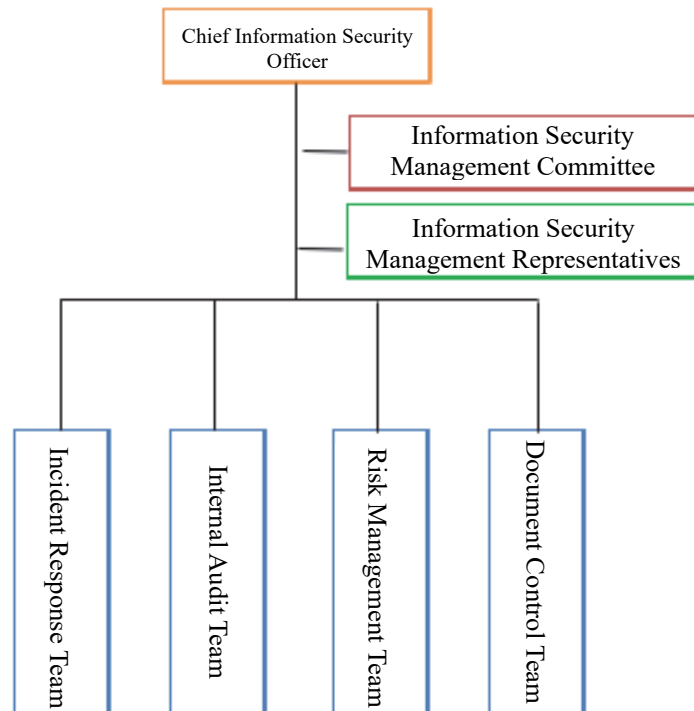 Chief Information Security
Officer
Information Security
Management Committee
Information Security
Management Representatives
Incident Response Team
Internal Audit Team
Risk Management Team
Document Control Team